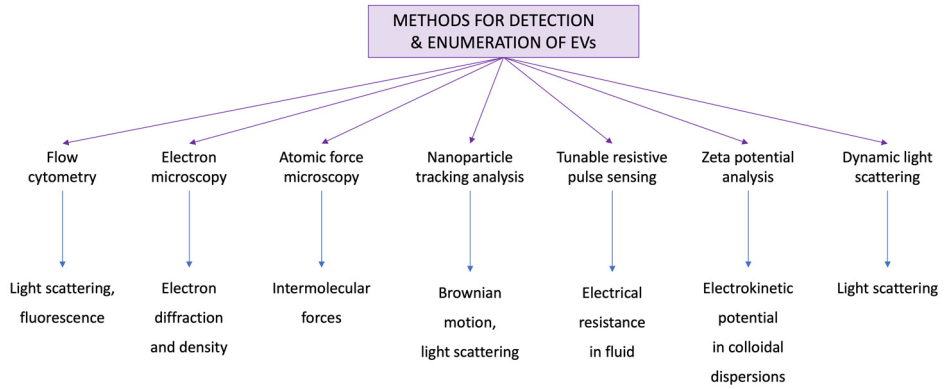 METHODS FOR DETECTION
& ENUMERATION OF EVs
Flow
cytometry
Electron
microscopy
Atomic force
microscopy
Nanoparticle
tracking analysis
Tunable resistive
pulse sensing
Zeta potential
analysis
Dynamic light
scattering
Light scattering,
fluorescence
Electron
diffraction
and density
Intermolecular
forces
Brownian
motion,
light scattering
Electrical
resistance
in fluid
Electrokinetic
potential
in colloidal
dispersions
Light scattering